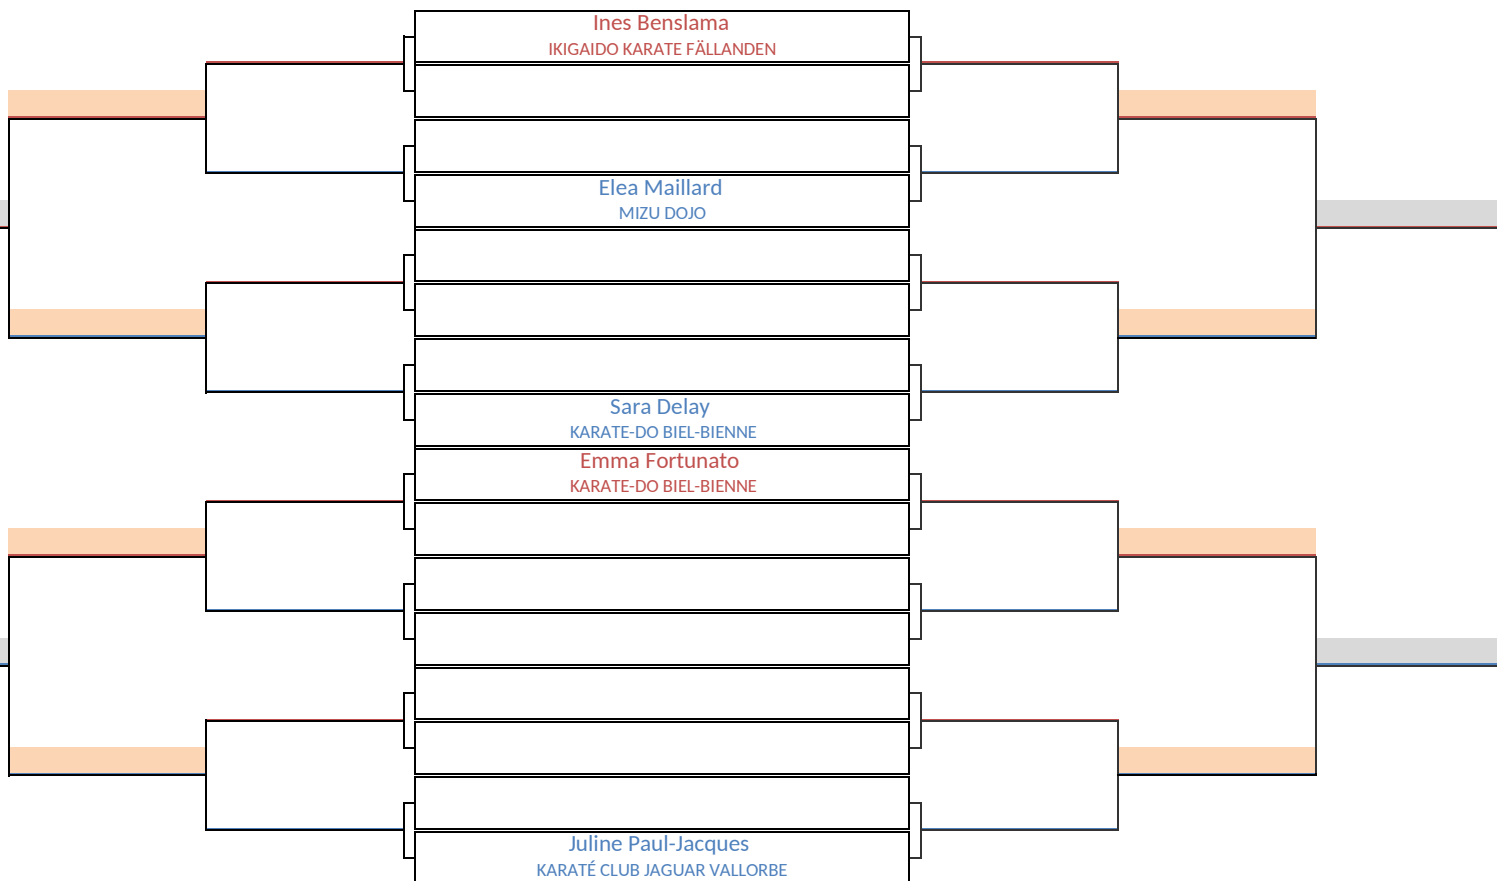 Ines Benslama
IKIGAIDO KARATE FÄLLANDEN
Elea Maillard
MIZU DOJO
Sara Delay
KARATE-DO BIEL-BIENNE
Emma Fortunato
KARATE-DO BIEL-BIENNE
Juline Paul-Jacques
KARATÉ CLUB JAGUAR VALLORBE